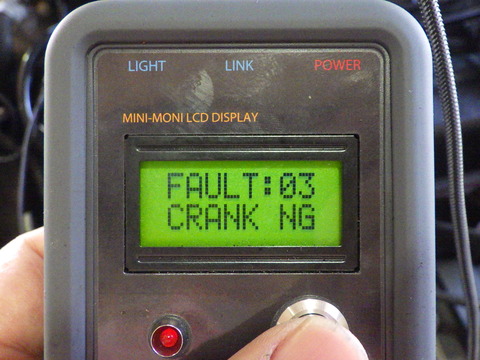 LIGHT LINK POWER
MINI-MONI LCD DISPLAY
FAULT:03
CRANK NG